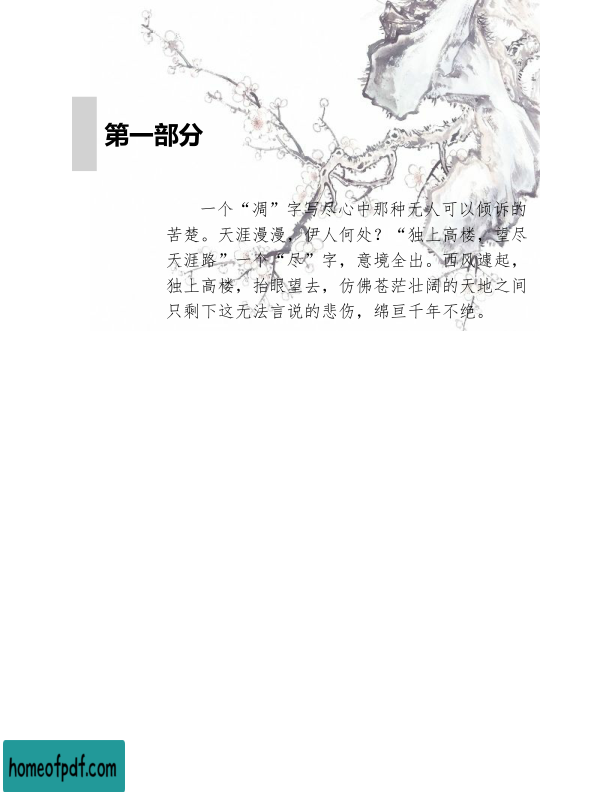 第一部分
一个“凋”字写尽心中那种无人可以倾诉的
苦楚。天涯漫漫，伊人何处？“独上高楼，望尽
天涯路”一个“尽”字，意境全出。西风遽起，
独上高楼，抬眼望去，仿佛苍茫壮阔的天地之间
只剩下这无法言说的悲伤，绵亘千年不绝。
homeofpdf.com